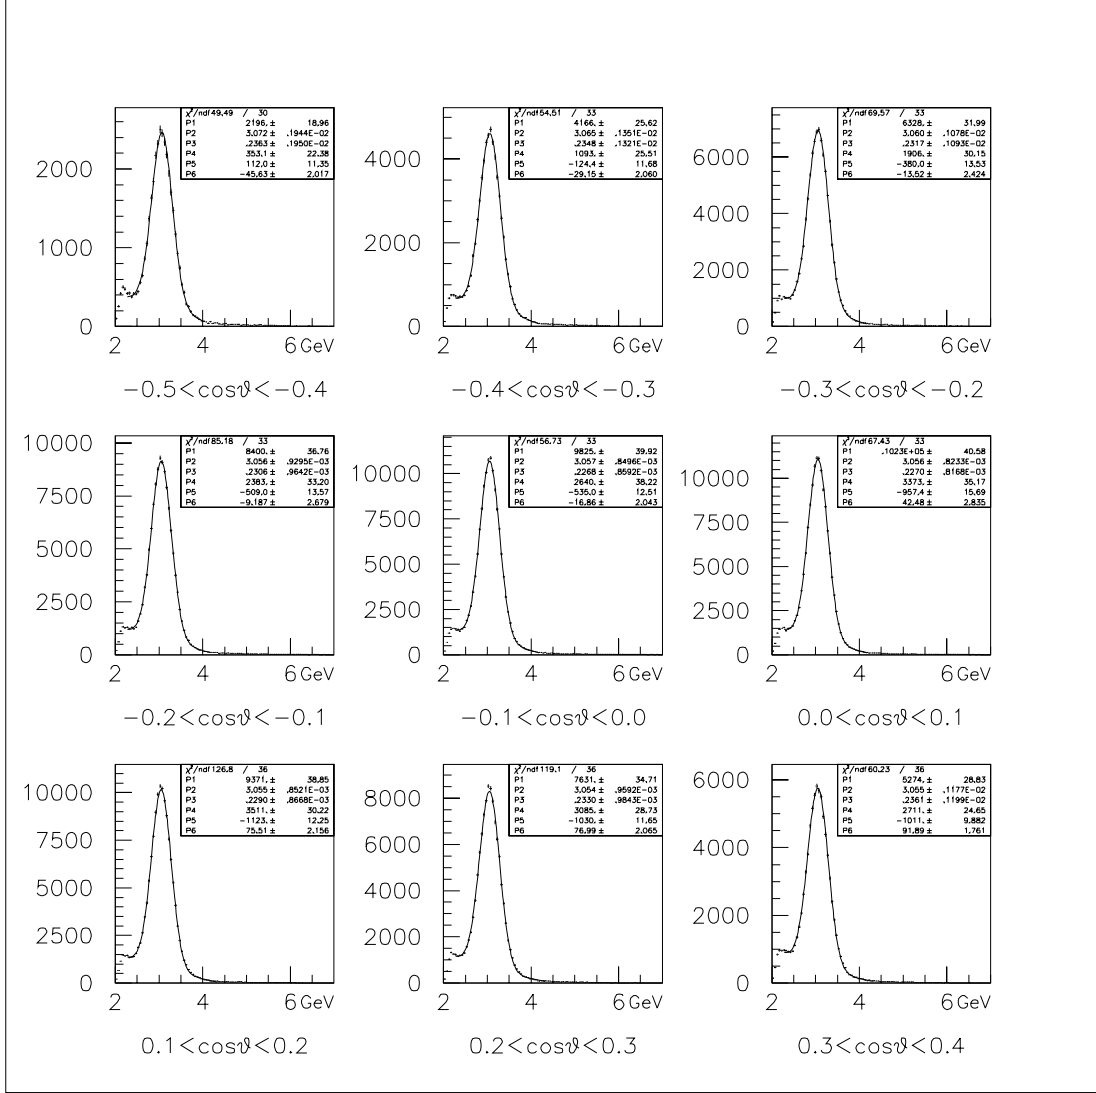 χ²/ndf 49.49 / 30
P1 2196. ± 18.96
P2 3.072 ± .1944E-02
P3 .2363 ± .1950E-02
P4 353.1 ± 22.38
P5 112.0 ± 11.35
P6 -45.63 ± 2.017
2000
1000
0
2 4 6 GeV
−0.5<cosϑ<−0.4
χ²/ndf 54.51 / 33
P1 4166. ± 25.62
P2 3.065 ± .1351E-02
P3 .2348 ± .1321E-02
P4 1093. ± 25.51
P5 -124.4 ± 11.68
P6 -29.15 ± 2.060
4000
2000
0
2 4 6 GeV
−0.4<cosϑ<−0.3
χ²/ndf 69.57 / 33
P1 6328. ± 31.99
P2 3.060 ± .1078E-02
P3 .2317 ± .1093E-02
P4 1906. ± 30.15
P5 -380.0 ± 13.53
P6 -13.52 ± 2.424
6000
4000
2000
0
2 4 6 GeV
−0.3<cosϑ<−0.2
χ²/ndf 85.18 / 33
P1 8400. ± 36.76
P2 3.056 ± .9295E-03
P3 .2306 ± .9642E-03
P4 2383. ± 33.20
P5 -509.0 ± 13.57
P6 -9.187 ± 2.679
10000
7500
5000
2500
0
2 4 6 GeV
−0.2<cosϑ<−0.1
χ²/ndf 56.73 / 33
P1 9825. ± 39.92
P2 3.057 ± .8496E-03
P3 .2268 ± .8592E-03
P4 2640. ± 38.22
P5 -535.0 ± 12.51
P6 -16.86 ± 2.043
10000
7500
5000
2500
0
2 4 6 GeV
−0.1<cosϑ<0.0
χ²/ndf 67.43 / 33
P1 .1023E+05 ± 40.58
P2 3.056 ± .8233E-03
P3 .2270 ± .8168E-03
P4 3373. ± 35.17
P5 -957.4 ± 15.69
P6 42.48 ± 2.835
10000
7500
5000
2500
0
2 4 6 GeV
0.0<cosϑ<0.1
χ²/ndf 126.8 / 36
P1 9371. ± 38.85
P2 3.055 ± .8521E-03
P3 .2290 ± .8668E-03
P4 3511. ± 30.22
P5 -1123. ± 12.25
P6 75.51 ± 2.156
10000
7500
5000
2500
0
2 4 6 GeV
0.1<cosϑ<0.2
χ²/ndf 119.1 / 36
P1 7631. ± 34.71
P2 3.054 ± .9592E-03
P3 .2330 ± .9843E-03
P4 3085. ± 28.73
P5 -1030. ± 11.65
P6 76.99 ± 2.065
8000
6000
4000
2000
0
2 4 6 GeV
0.2<cosϑ<0.3
χ²/ndf 60.23 / 36
P1 5274. ± 28.83
P2 3.055 ± .1177E-02
P3 .2361 ± .1199E-02
P4 2711. ± 24.65
P5 -1011. ± 9.882
P6 91.89 ± 1.761
6000
4000
2000
0
2 4 6 GeV
0.3<cosϑ<0.4